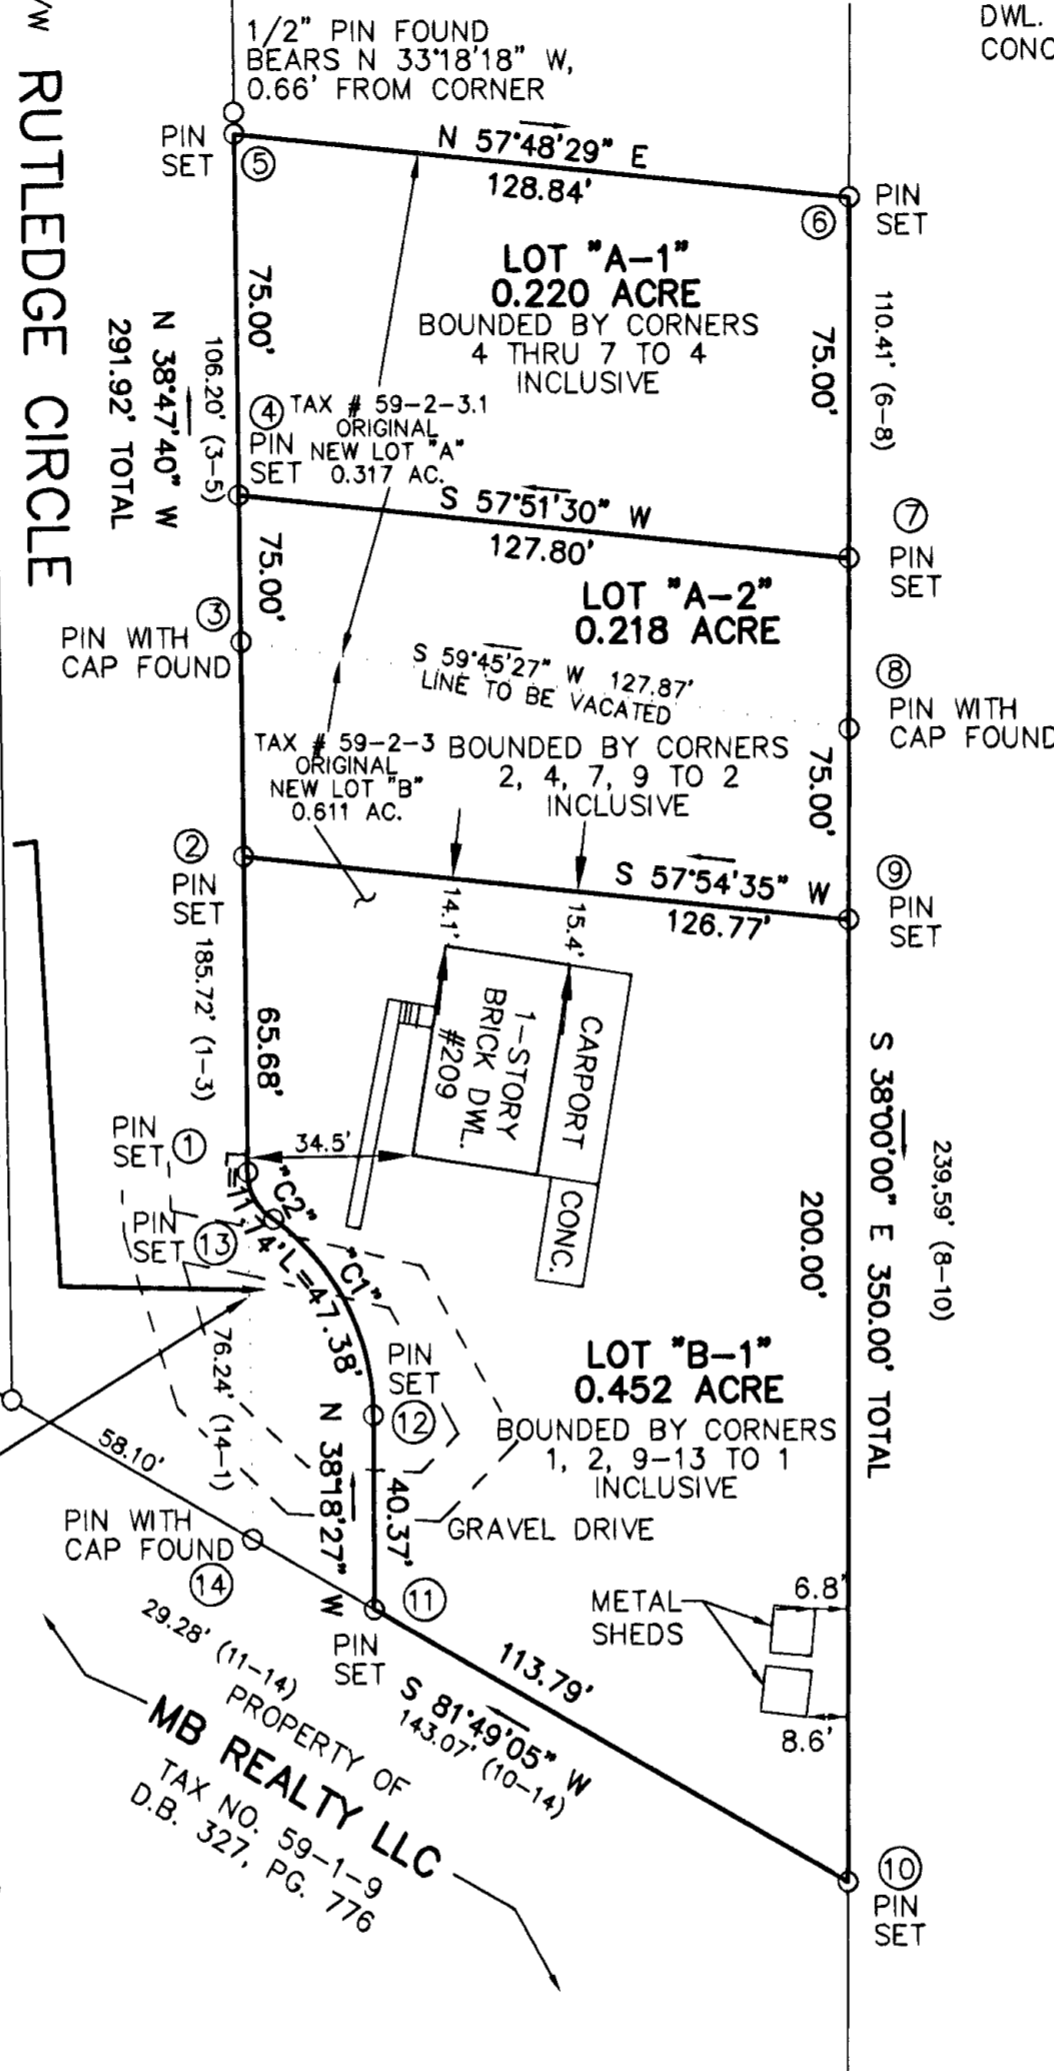 DWL.
CONC
/W
RUTLEDGE CIRCLE
1/2" PIN FOUND
BEARS N 33°18'18" W,
0.66' FROM CORNER
PIN
SET
5
N 57°48'29" E
128.84'
6
PIN
SET
LOT "A-1"
0.220 ACRE
BOUNDED BY CORNERS
4 THRU 7 TO 4
INCLUSIVE
75.00'
75.00'
110.41' (6-8)
106.20' (3-5)
N 38°47'40" W
291.92' TOTAL
4
PIN
SET
TAX # 59-2-3.1
ORIGINAL
NEW LOT "A"
0.317 AC.
S 57°51'30" W
127.80'
7
PIN
SET
LOT "A-2"
0.218 ACRE
75.00'
3
PIN WITH
CAP FOUND
S 59°45'27" W 127.87'
LINE TO BE VACATED
8
PIN WITH
CAP FOUND
TAX # 59-2-3
ORIGINAL
NEW LOT "B"
0.611 AC.
BOUNDED BY CORNERS
2, 4, 7, 9 TO 2
INCLUSIVE
75.00'
2
PIN
SET
S 57°54'35" W
126.77'
9
PIN
SET
14.1'
15.4'
185.72' (1-3)
65.68'
1-STORY
BRICK DWL.
#209
CARPORT
CONC.
34.5'
S 38°00'00" E 350.00' TOTAL
239.59' (8-10)
200.00'
PIN
SET
1
"C2"
L=11.74'
PIN
SET
13
"C1"
L=47.38'
76.24' (14-1)
PIN
SET
12
LOT "B-1"
0.452 ACRE
BOUNDED BY CORNERS
1, 2, 9-13 TO 1
INCLUSIVE
58.10'
N 38°18'27" W
40.37'
GRAVEL DRIVE
PIN WITH
CAP FOUND
14
11
PIN
SET
29.28' (11-14)
METAL
SHEDS
6.8'
8.6'
113.79'
S 81°49'05" W
143.07' (10-14)
PROPERTY OF
MB REALTY LLC
TAX NO. 59-1-9
D.B. 327, PG. 776
10
PIN
SET